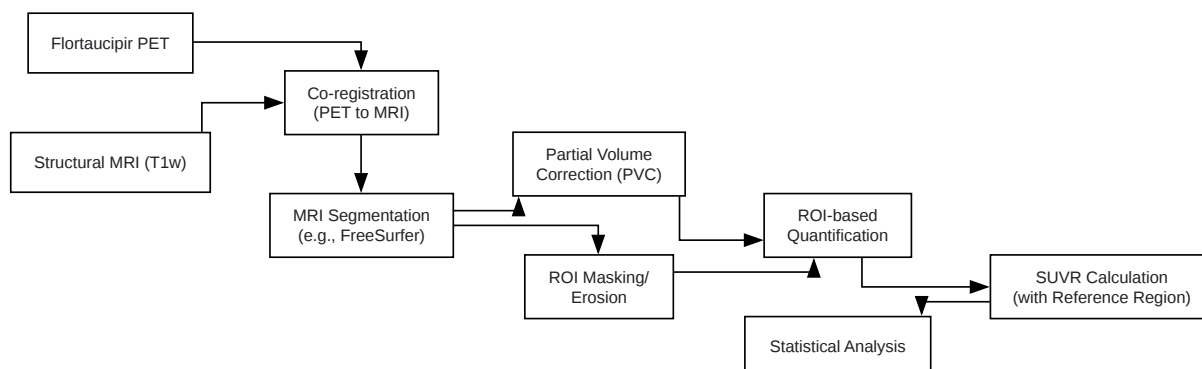 Flortaucipir PET
Co-registration
(PET to MRI)
Structural MRI (T1w)
Partial Volume
Correction (PVC)
MRI Segmentation
(e.g., FreeSurfer)
ROI-based
Quantification
ROI Masking/
Erosion
SUVR Calculation
(with Reference Region)
Statistical Analysis